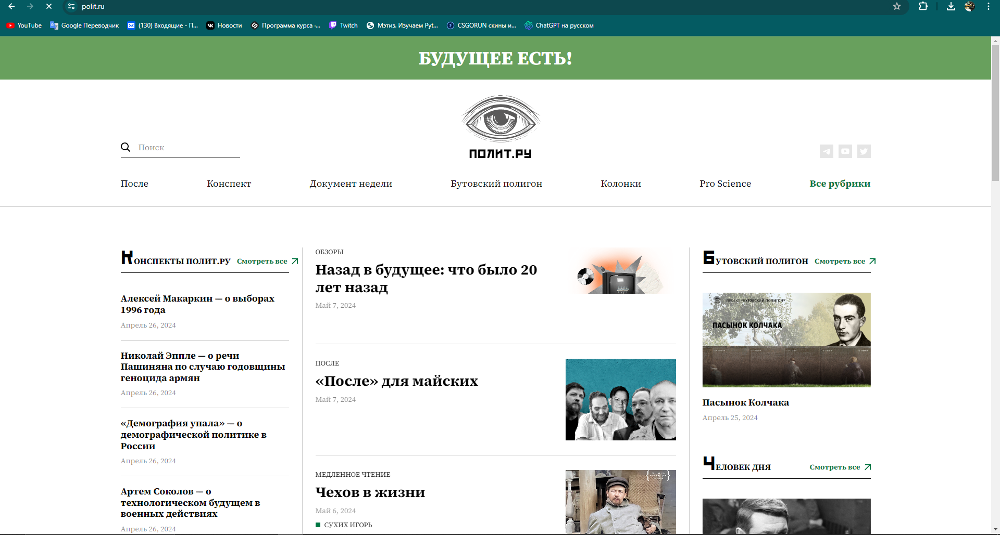 polit.ru
YouTube
Google Переводчик
(130) Входящие - П...
Новости
Программа курса ·...
Twitch
Мэтиз. Изучаем Pyt...
CSGORUN скины и...
ChatGPT на русском
БУДУЩЕЕ ЕСТЬ!
ПОЛИТ.РУ
Поиск
После
Конспект
Документ недели
Бутовский полигон
Колонки
Pro Science
Все рубрики
КОНСПЕКТЫ ПОЛИТ.РУ
Смотреть все
Алексей Макаркин — о выборах
1996 года
Апрель 26, 2024
Николай Эппле — о речи
Пашиняна по случаю годовщины
геноцида армян
Апрель 26, 2024
«Демография упала» — о
демографической политике в
России
Апрель 26, 2024
Артем Соколов — о
технологическом будущем в
военных действиях
Апрель 26, 2024
ОБЗОРЫ
Назад в будущее: что было 20
лет назад
Май 7, 2024
ПОСЛЕ
«После» для майских
Май 7, 2024
МЕДЛЕННОЕ ЧТЕНИЕ
Чехов в жизни
Май 6, 2024
СУХИХ ИГОРЬ
БУТОВСКИЙ ПОЛИГОН
Смотреть все
ПРОЕКТ «БУТОВСКИЙ ПОЛИГОН»
ПАСЫНОК КОЛЧАКА
Пасынок Колчака
Апрель 25, 2024
ЧЕЛОВЕК ДНЯ
Смотреть все